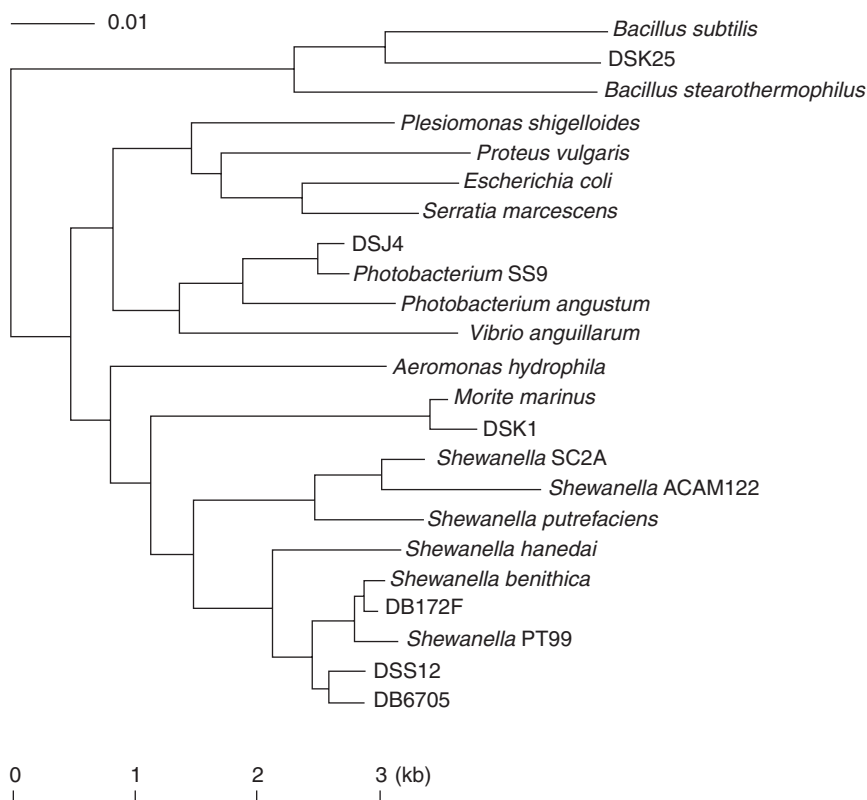 0.01
Bacillus subtilis
DSK25
Bacillus stearothermophilus
Plesiomonas shigelloides
Proteus vulgaris
Escherichia coli
Serratia marcescens
DSJ4
Photobacterium SS9
Photobacterium angustum
Vibrio anguillarum
Aeromonas hydrophila
Morite marinus
DSK1
Shewanella SC2A
Shewanella ACAM122
Shewanella putrefaciens
Shewanella hanedai
Shewanella benithica
DB172F
Shewanella PT99
DSS12
DB6705
0 1 2 3 (kb)